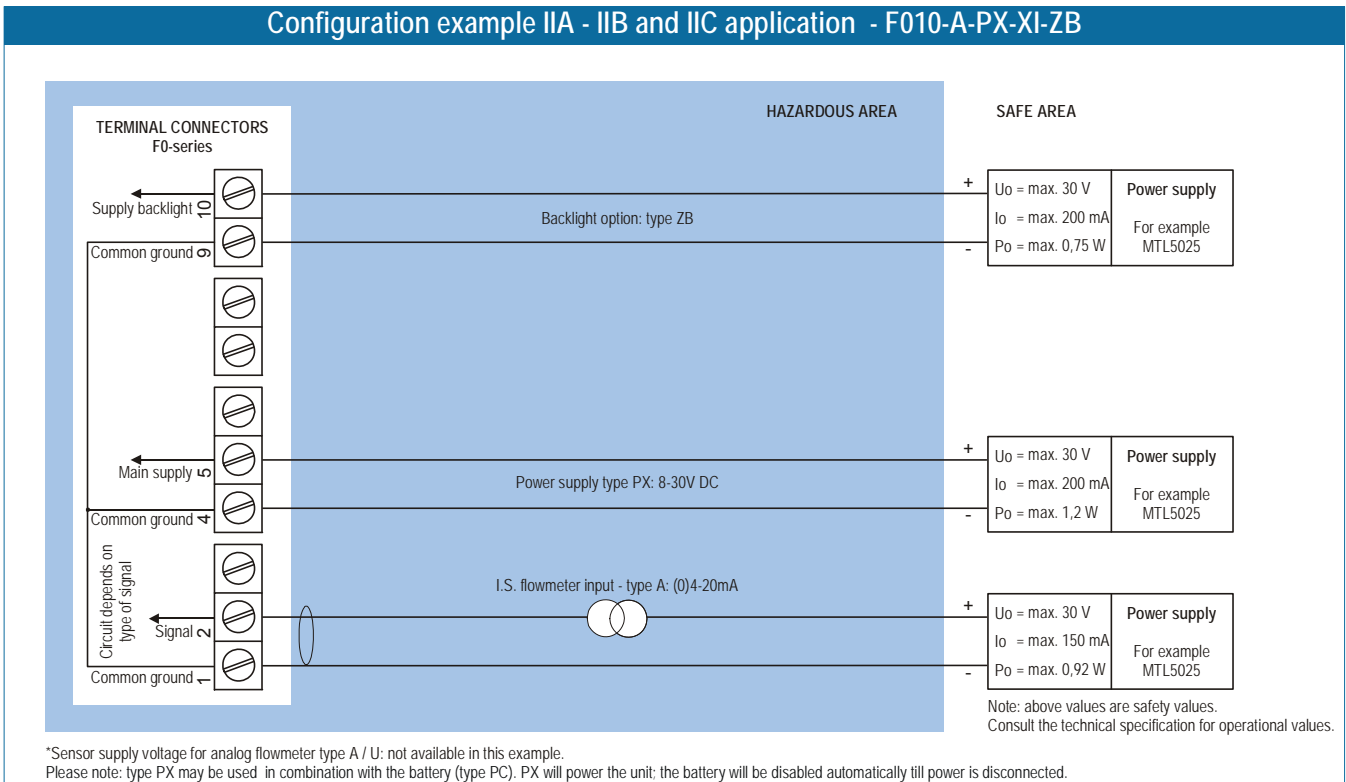 Configuration example IIA - IIB and IIC application - F010-A-PX-XI-ZB
HAZARDOUS AREA
SAFE AREA
TERMINAL CONNECTORS
F0-series
Supply backlight
10
Backlight option: type ZB
Common ground
9
+
-
Uo = max. 30 V
Io = max. 200 mA
Po = max. 0,75 W
Power supply
For example
MTL5025
Main supply
5
Power supply type PX: 8-30V DC
Common ground
4
+
-
Uo = max. 30 V
Io = max. 200 mA
Po = max. 1,2 W
Power supply
For example
MTL5025
Circuit depends on
type of signal
I.S. flowmeter input - type A: (0)4-20mA
Signal
2
Common ground
1
+
-
Uo = max. 30 V
Io = max. 150 mA
Po = max. 0,92 W
Power supply
For example
MTL5025
Note: above values are safety values.
Consult the technical specification for operational values.
*Sensor supply voltage for analog flowmeter type A / U: not available in this example.
Please note: type PX may be used in combination with the battery (type PC). PX will power the unit; the battery will be disabled automatically till power is disconnected.